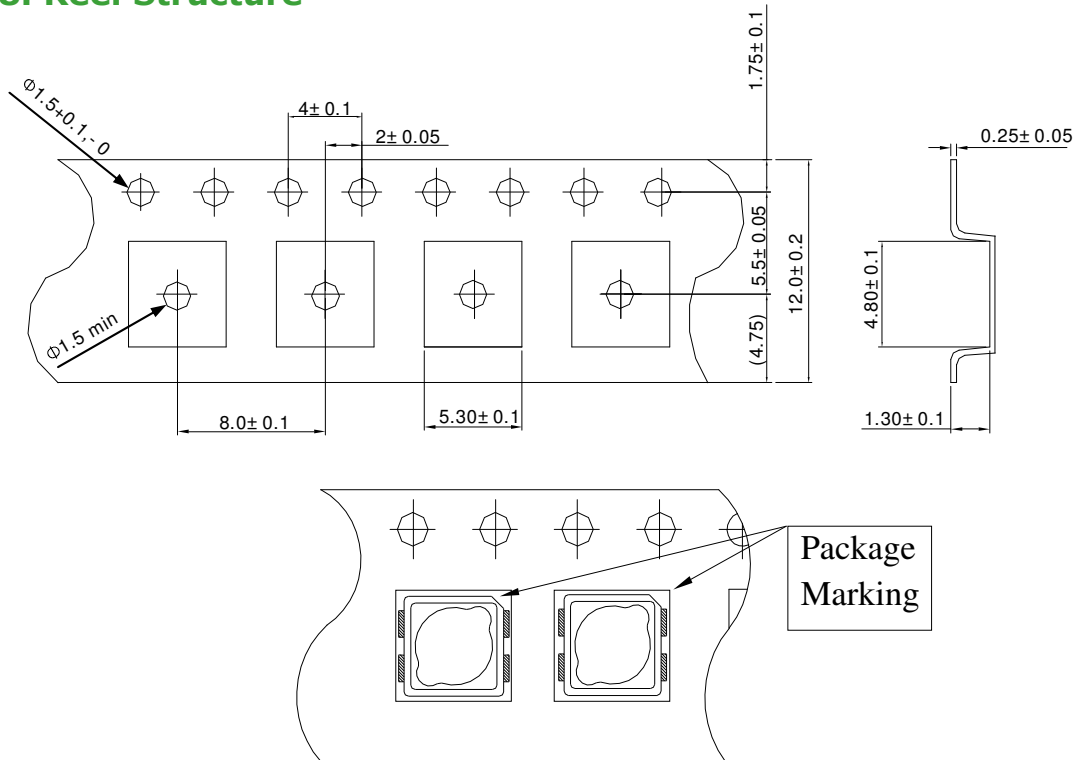 of Reel Structure
1.75± 0.1
Φ1.5+0.1,- 0
4± 0.1
2± 0.05
0.25± 0.05
5.5± 0.05
12.0± 0.2
4.80± 0.1
(4.75)
Φ1.5 min
8.0± 0.1
5.30± 0.1
1.30± 0.1
Package
Marking